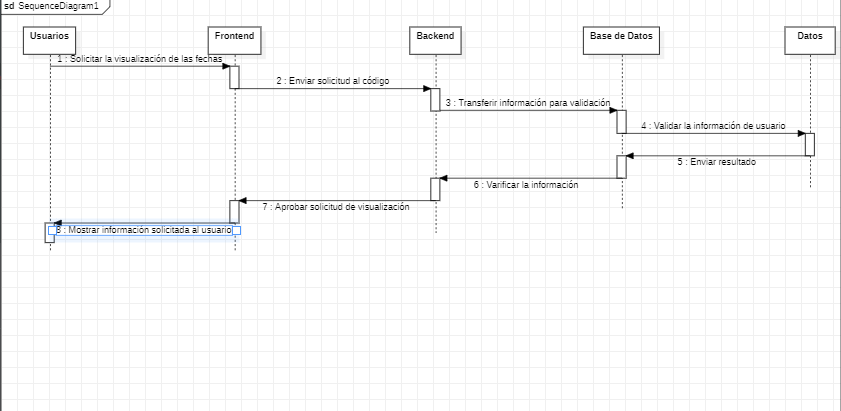 sd SequenceDiagram1
Usuarios
Frontend
Backend
Base de Datos
Datos
1 : Solicitar la visualización de las fechas
2 : Enviar solicitud al código
3 : Transferir información para validación
4 : Validar la información de usuario
5 : Enviar resultado
6 : Varificar la información
7 : Aprobar solicitud de visualización
8 : Mostrar información solicitada al usuario